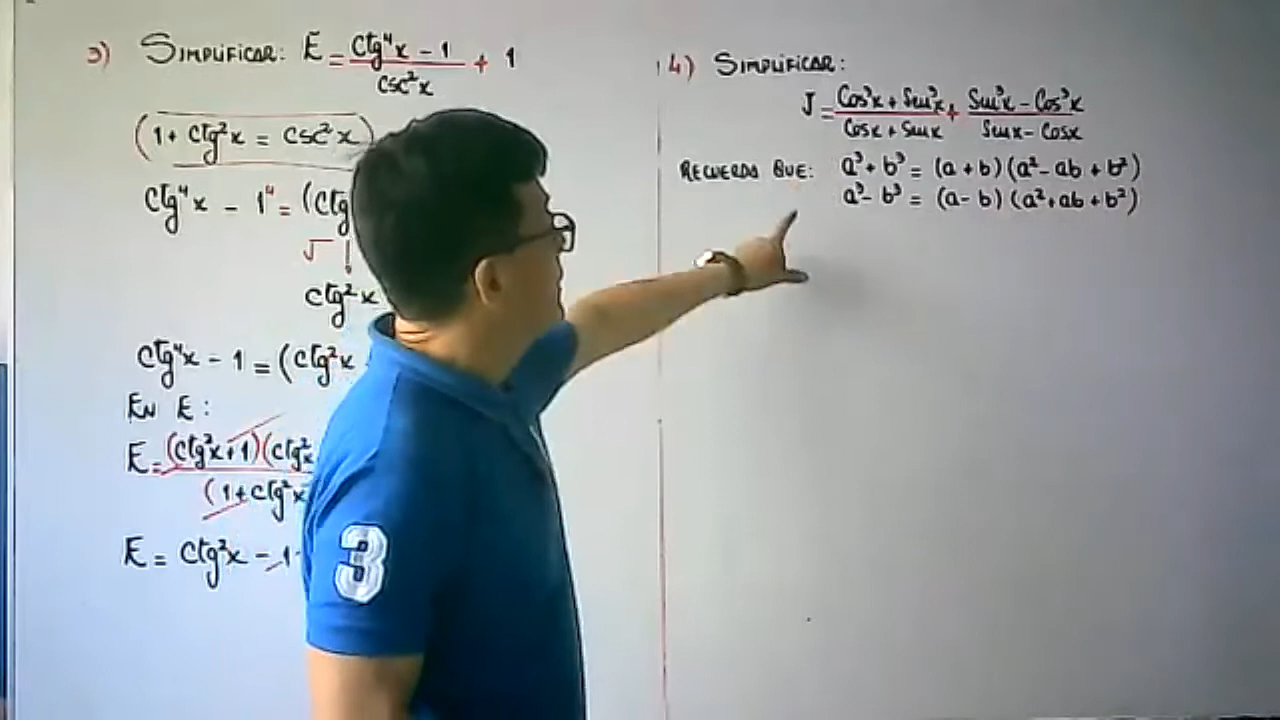 3) SIMPLIFICAR: E = Ctg⁴x - 1 / Csc²x + 1
(1 + Ctg²x = Csc²x)
Ctg⁴x - 1⁴ = (Ctg
√
Ctg²x
Ctg⁴x - 1 = (Ctg²x
EN E:
E = (Ctg²x+1)(Ctg²x / (1+Ctg²x
E = Ctg²x - 1
3
4) SIMPLIFICAR:
J = Cos³x + Sen³x / Cosx + Senx + Sen³x - Cos³x / Senx - Cosx
RECUERDA QUE: a³ + b³ = (a + b)(a² - ab + b²)
a³ - b³ = (a - b)(a² + ab + b²)